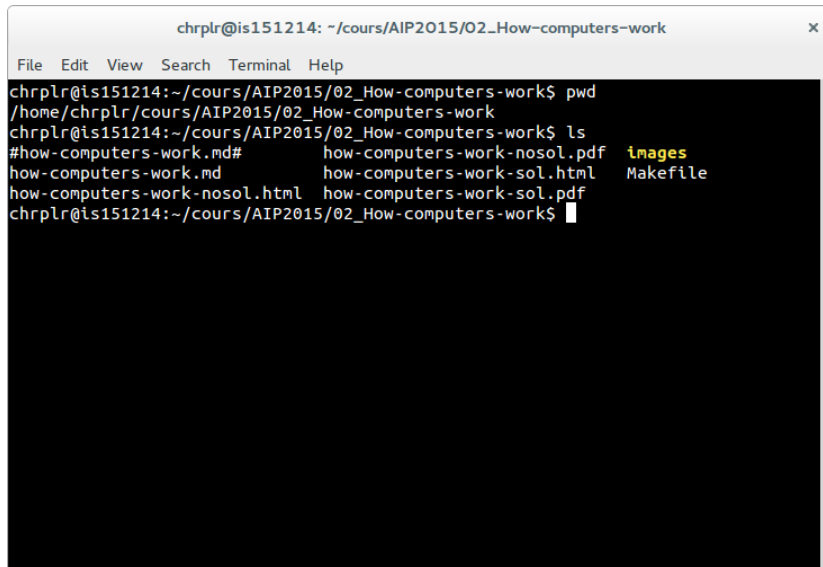 chrplr@is151214: ~/cours/AIP2015/02_How-computers-work ×
File Edit View Search Terminal Help
chrplr@is151214:~/cours/AIP2015/02_How-computers-work$ pwd
/home/chrplr/cours/AIP2015/02_How-computers-work
chrplr@is151214:~/cours/AIP2015/02_How-computers-work$ ls
#how-computers-work.md# how-computers-work-nosol.pdf images
how-computers-work.md how-computers-work-sol.html Makefile
how-computers-work-nosol.html how-computers-work-sol.pdf
chrplr@is151214:~/cours/AIP2015/02_How-computers-work$